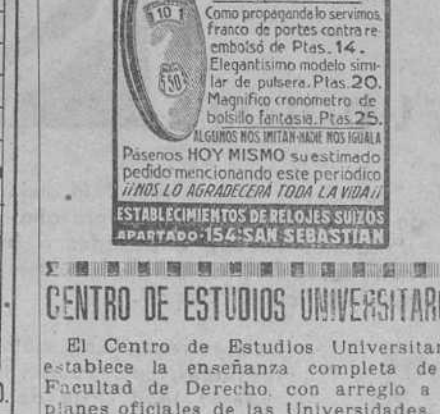 10 1
550
Como propaganda lo servimos,
franco de portes contra re-
embolso de Ptas. 14.
Elegantísimo modelo simi-
lar de pulsera. Ptas. 20.
Magnífico cronómetro de
bolsillo fantasía. Ptas. 25.
ALGUNOS NOS IMITAN-NADIE NOS IGUALA
Pásenos HOY MISMO su estimado
pedido mencionando este periódico
¡¡NOS LO AGRADECERÁ TODA LA VIDA!!
ESTABLECIMIENTOS DE RELOJES SUIZOS
APARTADO-154-SAN SEBASTIAN
CENTRO DE ESTUDIOS UNIVERSITAR
El Centro de Estudios Universitar
establece la enseñanza completa de
Facultad de Derecho, con arreglo a
planes oficiales de las Universidades